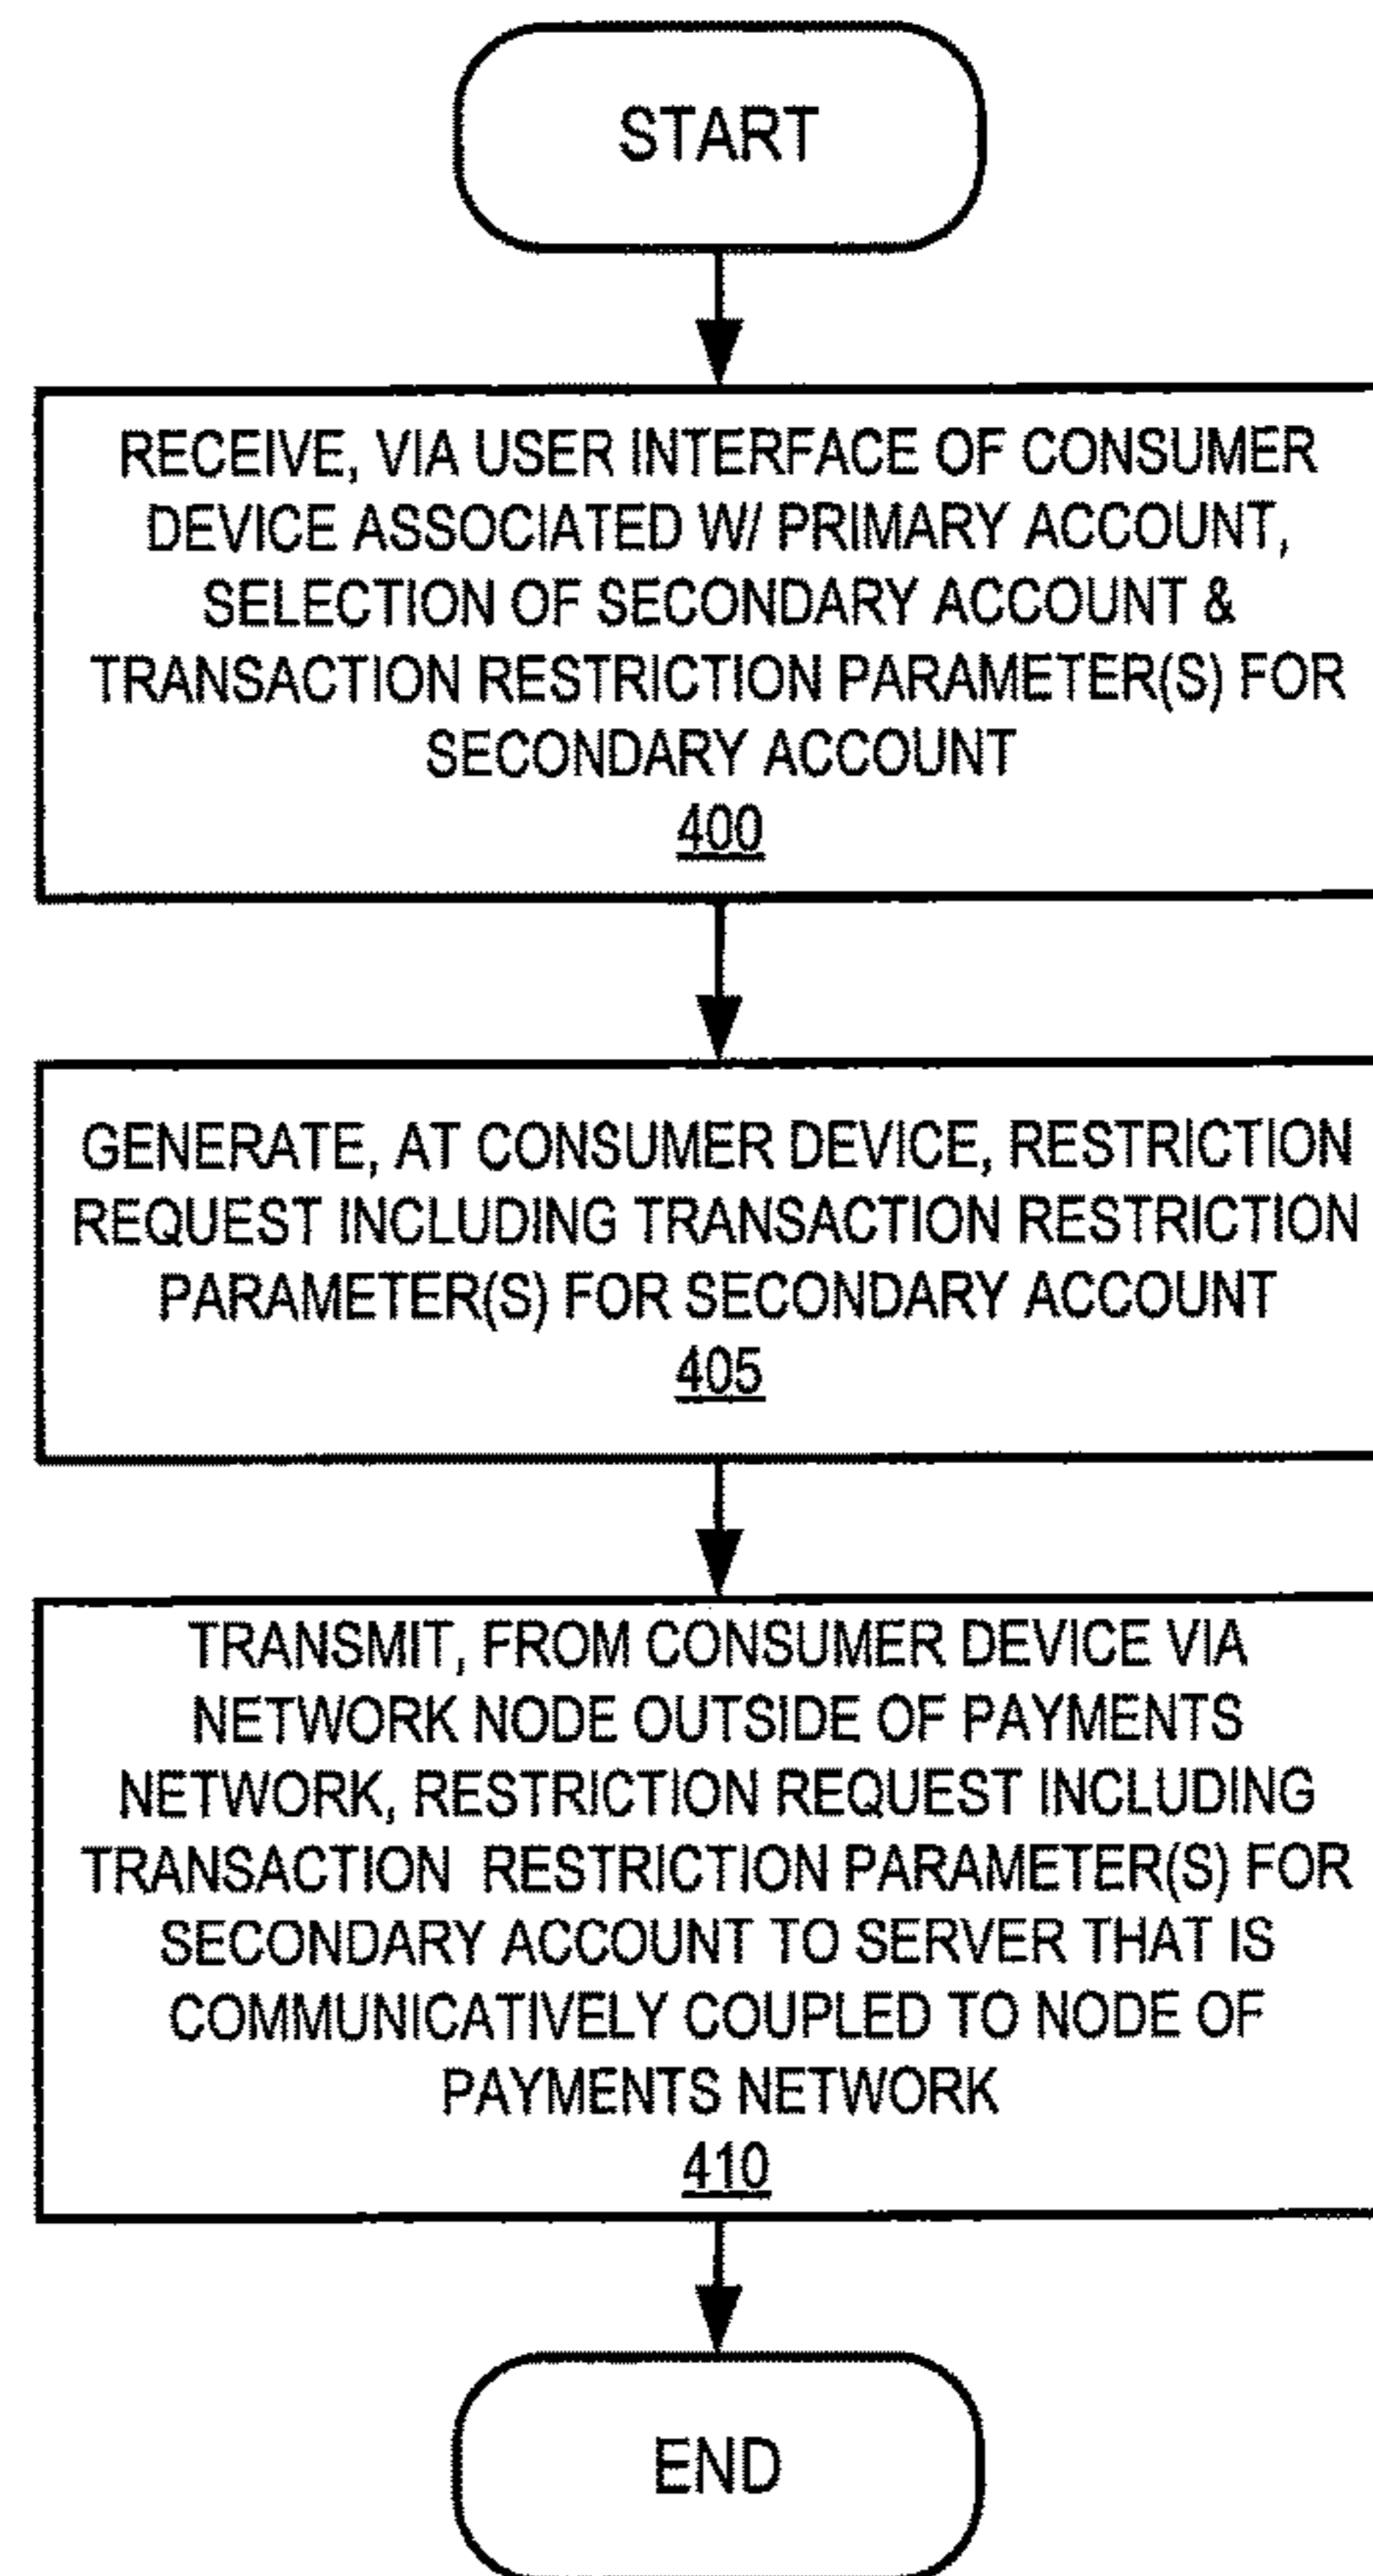 START
RECEIVE, VIA USER INTERFACE OF CONSUMER
DEVICE ASSOCIATED W/ PRIMARY ACCOUNT,
SELECTION OF SECONDARY ACCOUNT &
TRANSACTION RESTRICTION PARAMETER(S) FOR
SECONDARY ACCOUNT
400
GENERATE, AT CONSUMER DEVICE, RESTRICTION
REQUEST INCLUDING TRANSACTION RESTRICTION
PARAMETER(S) FOR SECONDARY ACCOUNT
405
TRANSMIT, FROM CONSUMER DEVICE VIA
NETWORK NODE OUTSIDE OF PAYMENTS
NETWORK, RESTRICTION REQUEST INCLUDING
TRANSACTION RESTRICTION PARAMETER(S) FOR
SECONDARY ACCOUNT TO SERVER THAT IS
COMMUNICATIVELY COUPLED TO NODE OF
PAYMENTS NETWORK
410
END